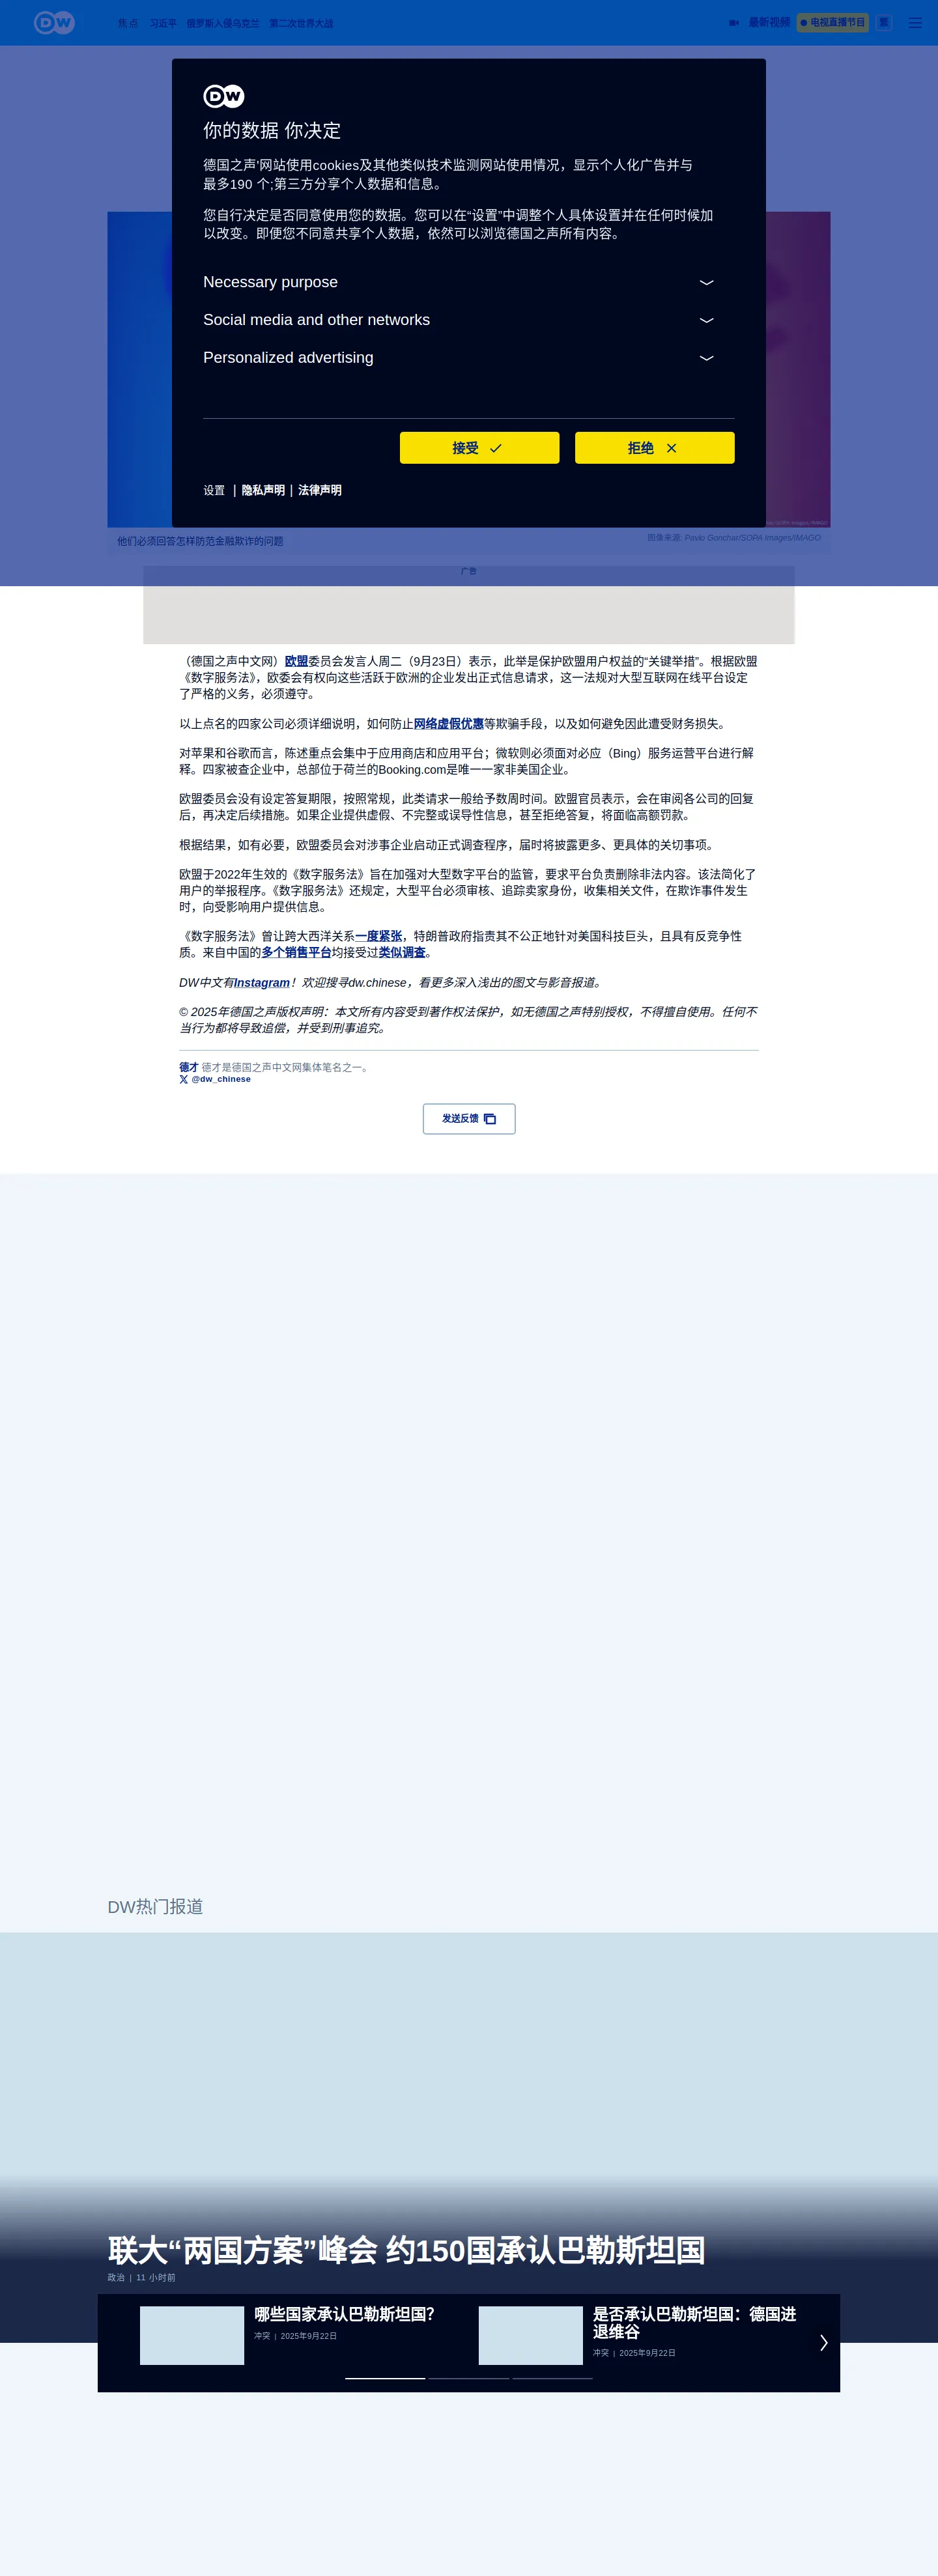 DW
焦点 习近平 俄罗斯入侵乌克兰 第二次世界大战 最新视频 电视直播节目 繁
DW
你的数据 你决定
德国之声'网站使用cookies及其他类似技术监测网站使用情况，显示个人化广告并与
最多190 个;第三方分享个人数据和信息。
您自行决定是否同意使用您的数据。您可以在“设置”中调整个人具体设置并在任何时候加
以改变。即便您不同意共享个人数据，依然可以浏览德国之声所有内容。
Necessary purpose
Social media and other networks
Personalized advertising
接受 拒绝
设置 | 隐私声明 | 法律声明
他们必须回答怎样防范金融欺诈的问题
图像来源: Pavlo Gonchar/SOPA Images/IMAGO
广告
（德国之声中文网）欧盟委员会发言人周二（9月23日）表示，此举是保护欧盟用户权益的“关键举措”。根据欧盟
《数字服务法》，欧委会有权向这些活跃于欧洲的企业发出正式信息请求，这一法规对大型互联网在线平台设定
了严格的义务，必须遵守。
以上点名的四家公司必须详细说明，如何防止网络虚假优惠等欺骗手段，以及如何避免因此遭受财务损失。
对苹果和谷歌而言，陈述重点会集中于应用商店和应用平台；微软则必须面对必应（Bing）服务运营平台进行解
释。四家被查企业中，总部位于荷兰的Booking.com是唯一一家非美国企业。
欧盟委员会没有设定答复期限，按照常规，此类请求一般给予数周时间。欧盟官员表示，会在审阅各公司的回复
后，再决定后续措施。如果企业提供虚假、不完整或误导性信息，甚至拒绝答复，将面临高额罚款。
根据结果，如有必要，欧盟委员会对涉事企业启动正式调查程序，届时将披露更多、更具体的关切事项。
欧盟于2022年生效的《数字服务法》旨在加强对大型数字平台的监管，要求平台负责删除非法内容。该法简化了
用户的举报程序。《数字服务法》还规定，大型平台必须审核、追踪卖家身份，收集相关文件，在欺诈事件发生
时，向受影响用户提供信息。
《数字服务法》曾让跨大西洋关系一度紧张，特朗普政府指责其不公正地针对美国科技巨头，且具有反竞争性
质。来自中国的多个销售平台均接受过类似调查。
DW中文有Instagram！欢迎搜寻dw.chinese，看更多深入浅出的图文与影音报道。
© 2025年德国之声版权声明：本文所有内容受到著作权法保护，如无德国之声特别授权，不得擅自使用。任何不
当行为都将导致追偿，并受到刑事追究。
德才 德才是德国之声中文网集体笔名之一。
@dw_chinese
发送反馈
DW热门报道
联大“两国方案”峰会 约150国承认巴勒斯坦国
政治 | 11 小时前
哪些国家承认巴勒斯坦国？
冲突 | 2025年9月22日
是否承认巴勒斯坦国：德国进
退维谷
冲突 | 2025年9月22日